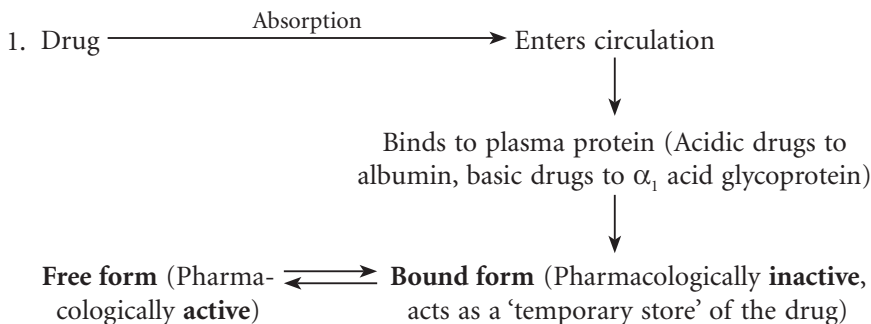 Absorption
1. Drug Enters circulation
Binds to plasma protein (Acidic drugs to
albumin, basic drugs to α₁ acid glycoprotein)
Free form (Pharma- Bound form (Pharmacologically inactive,
cologically active) acts as a ‘temporary store’ of the drug)